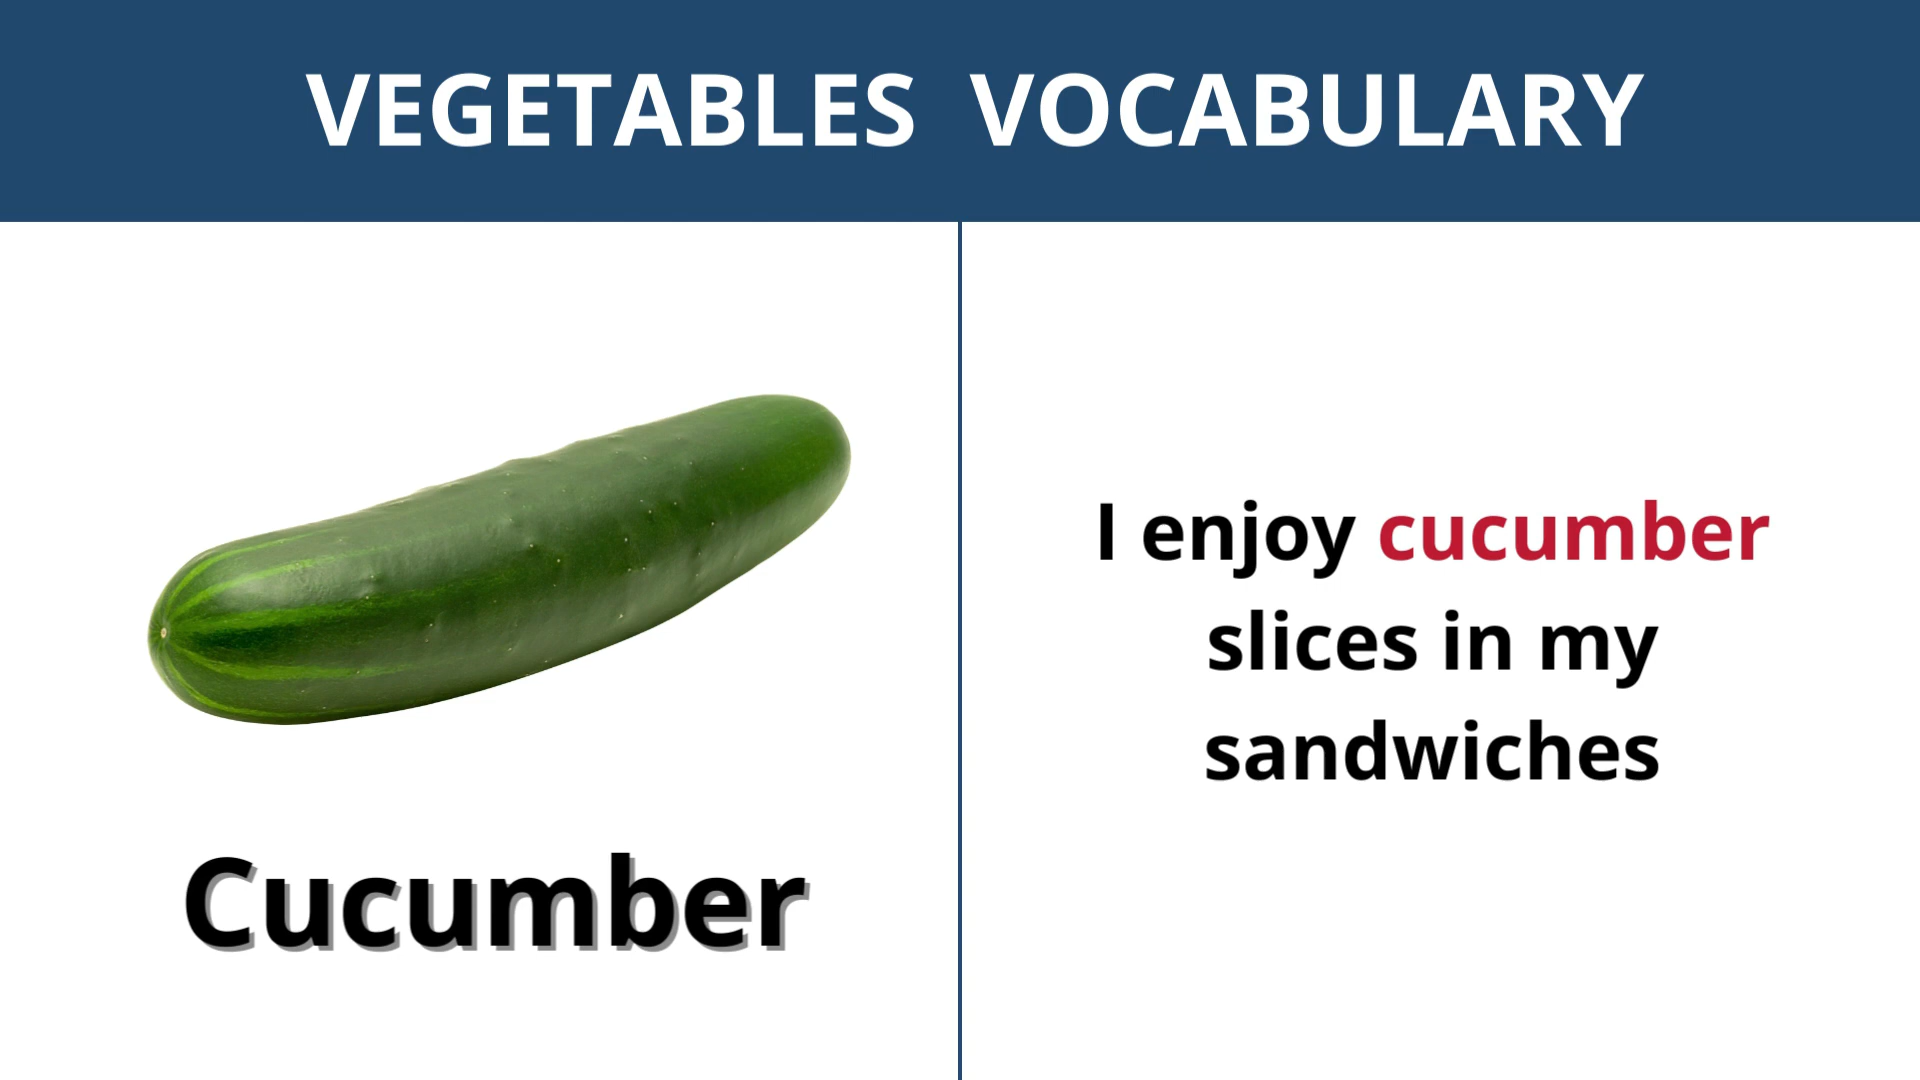 VEGETABLES VOCABULARY
Cucumber
I enjoy cucumber
slices in my
sandwiches